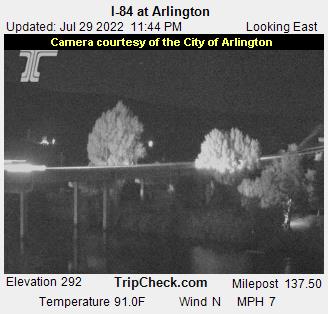 I-84 at Arlington
Updated: Jul 29 2022 11:44 PM Looking East
Camera courtesy of the City of Arlington
Elevation 292 TripCheck.com Milepost 137.50
Temperature 91.0F Wind N MPH 7